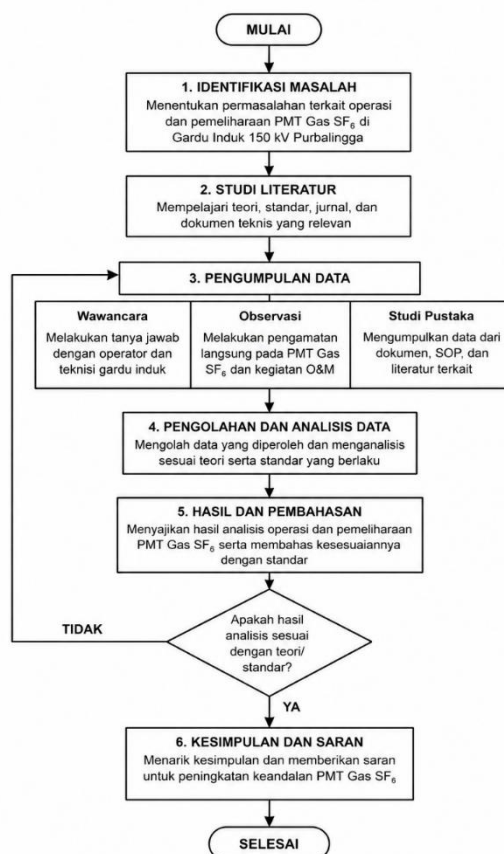 MULAI
1. IDENTIFIKASI MASALAH
Menentukan permasalahan terkait operasi
dan pemeliharaan PMT Gas SF₆ di
Gardu Induk 150 kV Purbalingga
2. STUDI LITERATUR
Mempelajari teori, standar, jurnal, dan
dokumen teknis yang relevan
3. PENGUMPULAN DATA
Wawancara
Melakukan tanya jawab
dengan operator dan
teknisi gardu induk
Observasi
Melakukan pengamatan
langsung pada PMT Gas
SF₆ dan kegiatan O&M
Studi Pustaka
Mengumpulkan data dari
dokumen, SOP, dan
literatur terkait
4. PENGOLAHAN DAN ANALISIS DATA
Mengolah data yang diperoleh dan menganalisis
sesuai teori serta standar yang berlaku
5. HASIL DAN PEMBAHASAN
Menyajikan hasil analisis operasi dan pemeliharaan
PMT Gas SF₆ serta membahas kesesuaiannya
dengan standar
Apakah hasil
analisis sesuai
dengan teori/
standar?
TIDAK
YA
6. KESIMPULAN DAN SARAN
Menarik kesimpulan dan memberikan saran
untuk peningkatan keandalan PMT Gas SF₆
SELESAI